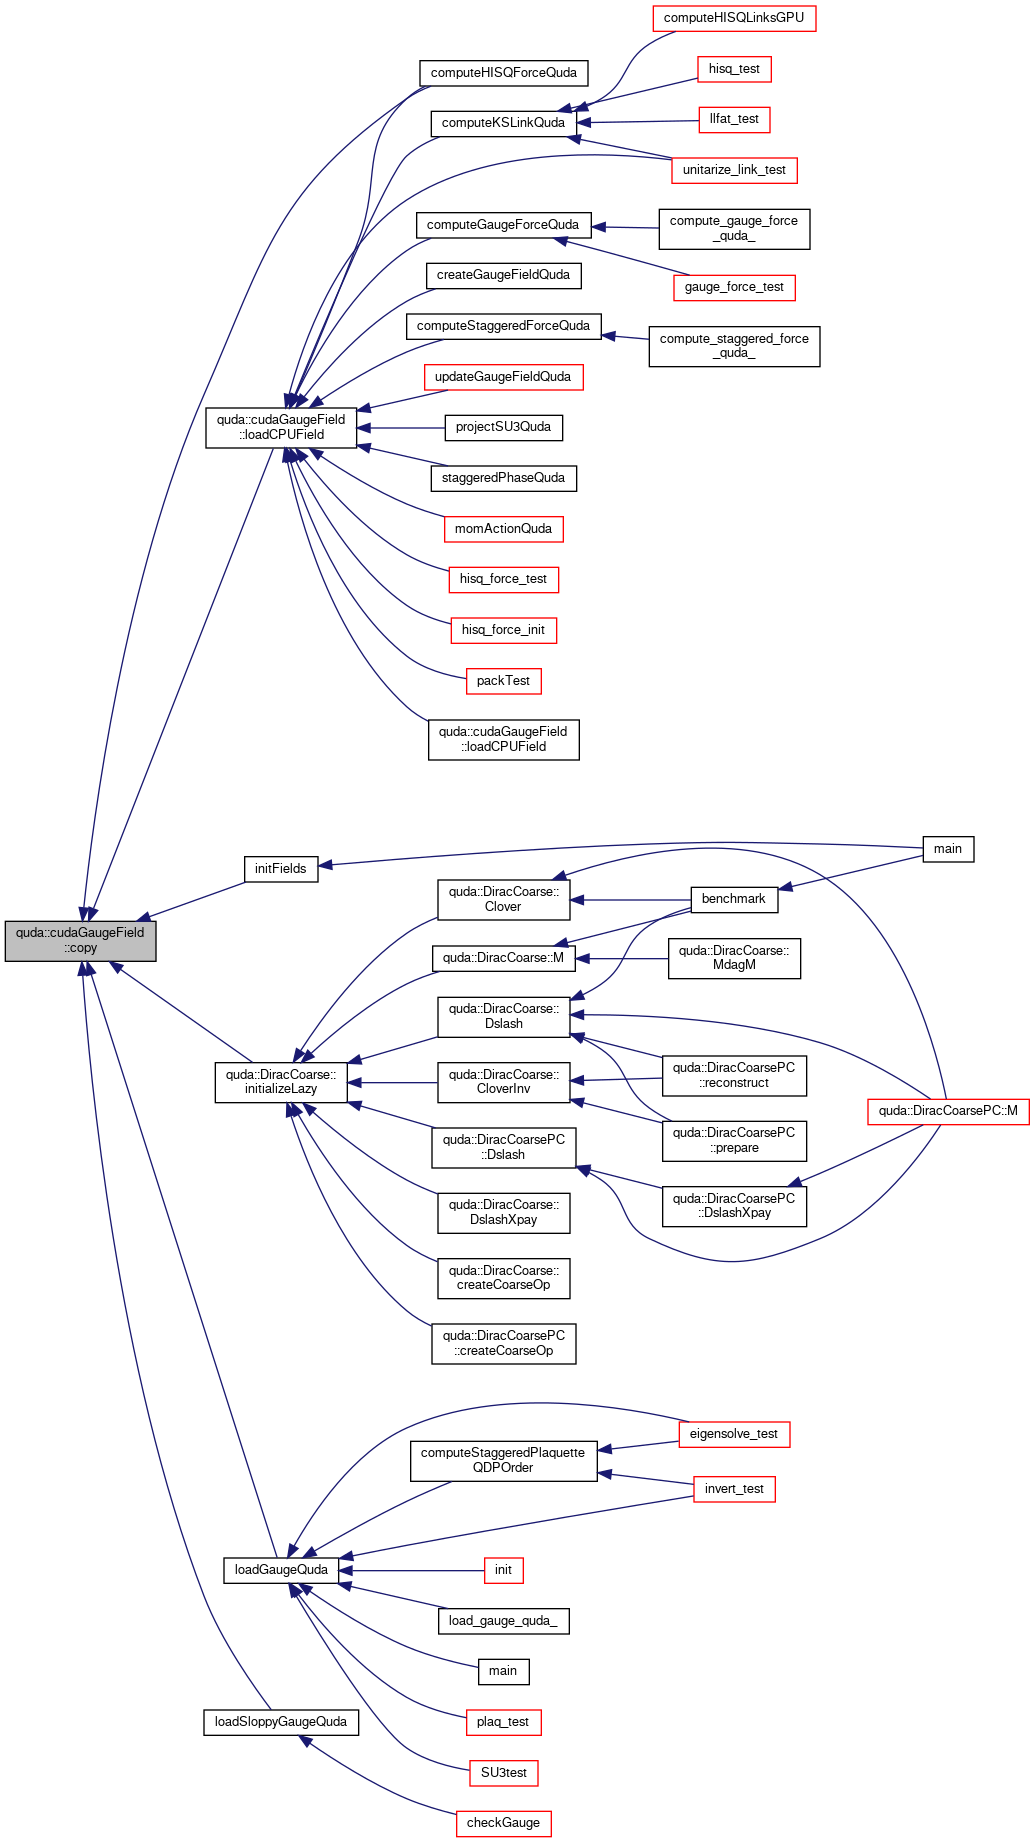 computeHISQLinksGPU
computeHISQForceQuda
hisq_test
computeKSLinkQuda
llfat_test
unitarize_link_test
computeGaugeForceQuda
compute_gauge_force
_quda_
createGaugeFieldQuda
gauge_force_test
computeStaggeredForceQuda
compute_staggered_force
_quda_
updateGaugeFieldQuda
quda::cudaGaugeField
::loadCPUField
projectSU3Quda
staggeredPhaseQuda
momActionQuda
hisq_force_test
hisq_force_init
packTest
quda::cudaGaugeField
::loadCPUField
main
initFields
quda::DiracCoarse::
Clover
benchmark
quda::cudaGaugeField
::copy
quda::DiracCoarse::M
quda::DiracCoarse::
MdagM
quda::DiracCoarse::
Dslash
quda::DiracCoarse::
initializeLazy
quda::DiracCoarse::
CloverInv
quda::DiracCoarsePC
::reconstruct
quda::DiracCoarsePC::M
quda::DiracCoarsePC
::Dslash
quda::DiracCoarsePC
::prepare
quda::DiracCoarse::
DslashXpay
quda::DiracCoarsePC
::DslashXpay
quda::DiracCoarse::
createCoarseOp
quda::DiracCoarsePC
::createCoarseOp
eigensolve_test
computeStaggeredPlaquette
QDPOrder
invert_test
loadGaugeQuda
init
load_gauge_quda_
main
loadSloppyGaugeQuda
plaq_test
SU3test
checkGauge